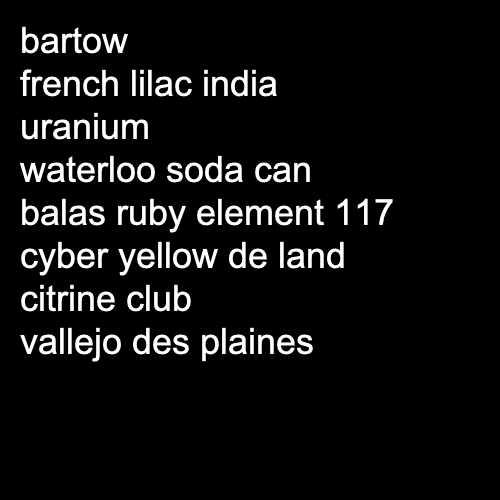 bartow
french lilac india
uranium
waterloo soda can
balas ruby element 117
cyber yellow de land
citrine club
vallejo des plaines